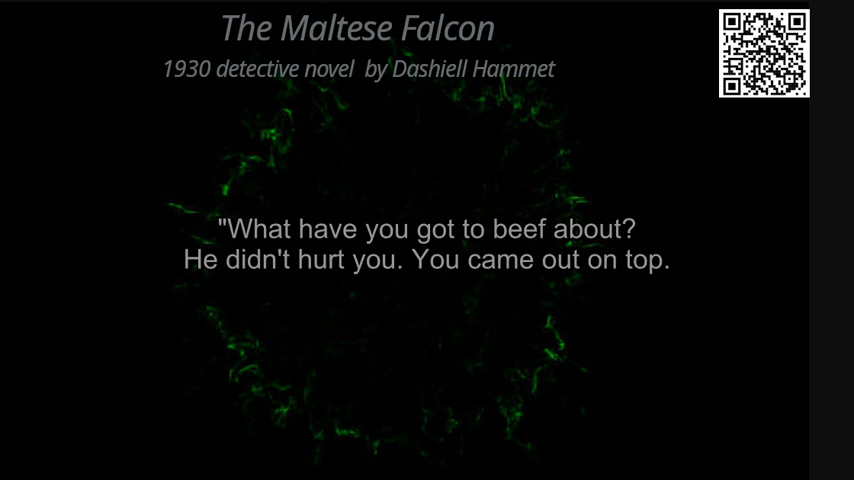 The Maltese Falcon
1930 detective novel by Dashiell Hammet
"What have you got to beef about?
He didn't hurt you. You came out on top.